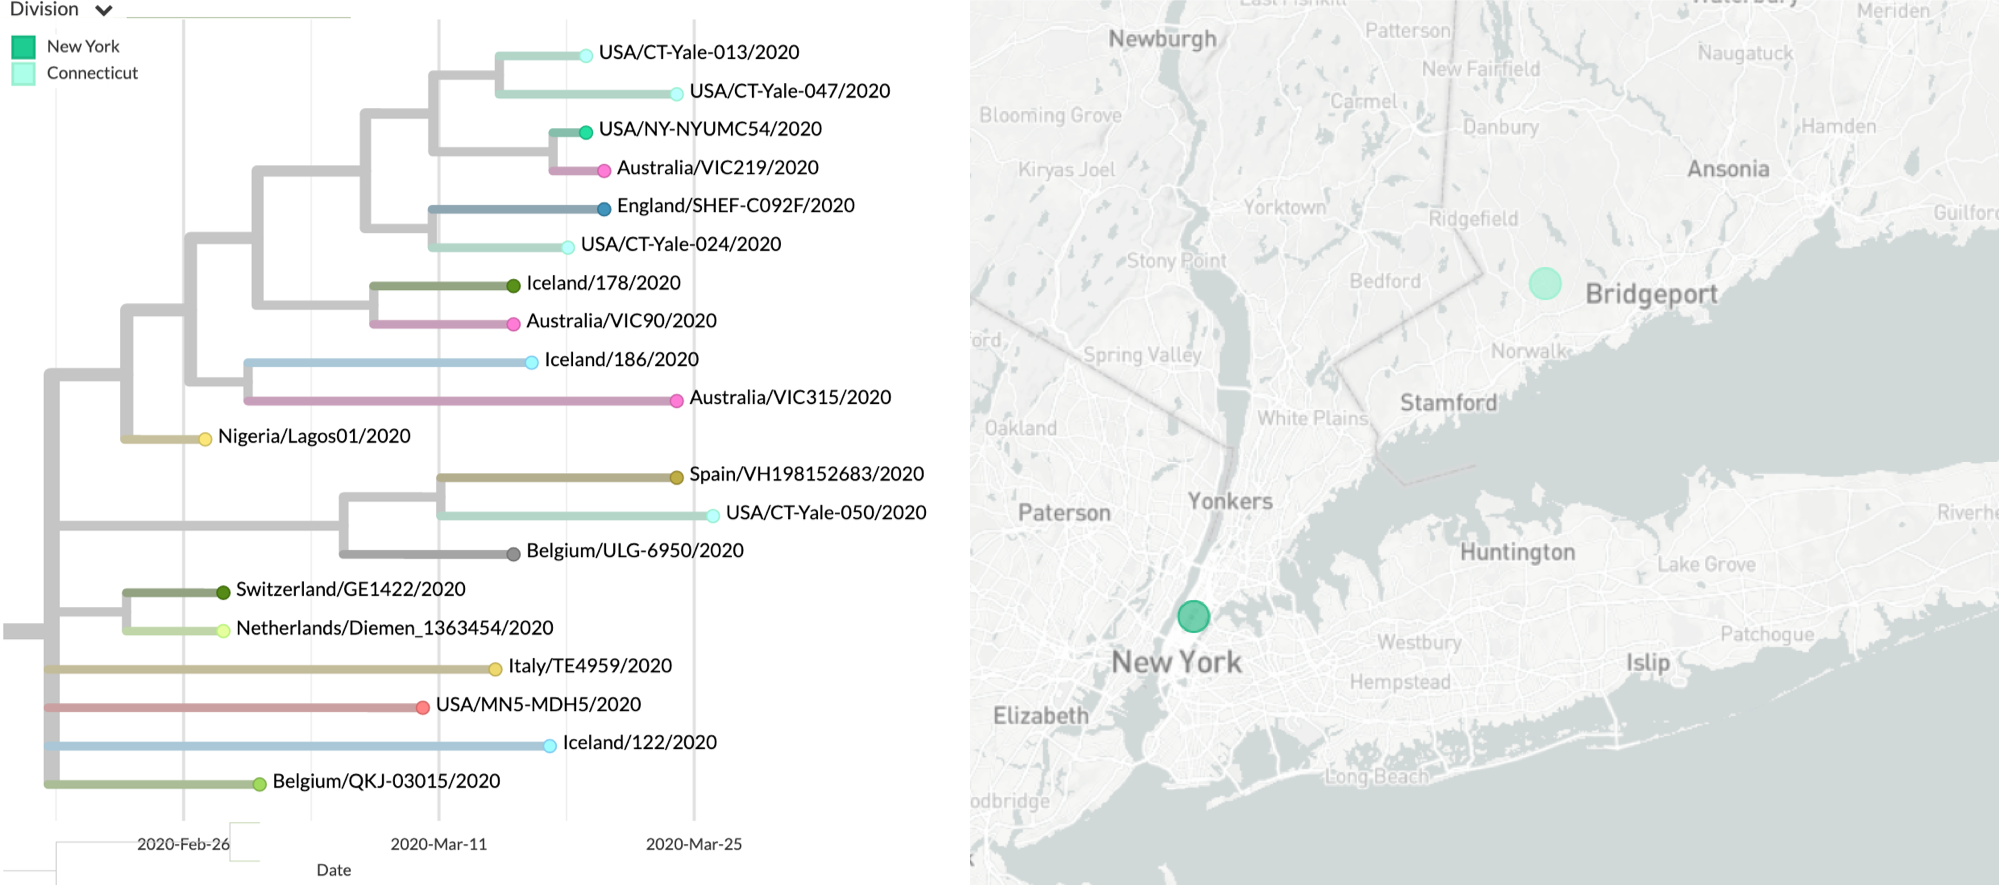 Division
New York
Connecticut
USA/CT-Yale-013/2020
USA/CT-Yale-047/2020
USA/NY-NYUMC54/2020
Australia/VIC219/2020
England/SHEF-C092F/2020
USA/CT-Yale-024/2020
Iceland/178/2020
Australia/VIC90/2020
Iceland/186/2020
Australia/VIC315/2020
Nigeria/Lagos01/2020
Spain/VH198152683/2020
USA/CT-Yale-050/2020
Belgium/ULG-6950/2020
Switzerland/GE1422/2020
Netherlands/Diemen_1363454/2020
Italy/TE4959/2020
USA/MN5-MDH5/2020
Iceland/122/2020
Belgium/QKJ-03015/2020
2020-Feb-26 2020-Mar-11 2020-Mar-25
Date
East Fishkill
Waterbury
Meriden
Newburgh
Patterson
Naugatuck
New Fairfield
Blooming Grove
Carmel
Danbury
Hamden
Kiryas Joel
Ansonia
Yorktown
Ridgefield
Guilford
Stony Point
Bedford
Bridgeport
ford
Spring Valley
Norwalk
Stamford
Oakland
White Plains
Paterson
Yonkers
Riverhe
Huntington
Lake Grove
New York
Westbury
Patchogue
Islip
Hempstead
Elizabeth
Long Beach
odbridge